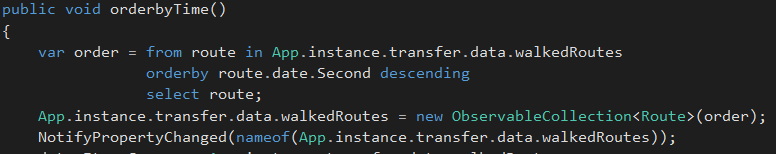 public void orderbyTime()
{
var order = from route in App.instance.transfer.data.walkedRoutes
orderby route.date.Second descending
select route;
App.instance.transfer.data.walkedRoutes = new ObservableCollection<Route>(order);
NotifyPropertyChanged(nameof(App.instance.transfer.data.walkedRoutes));